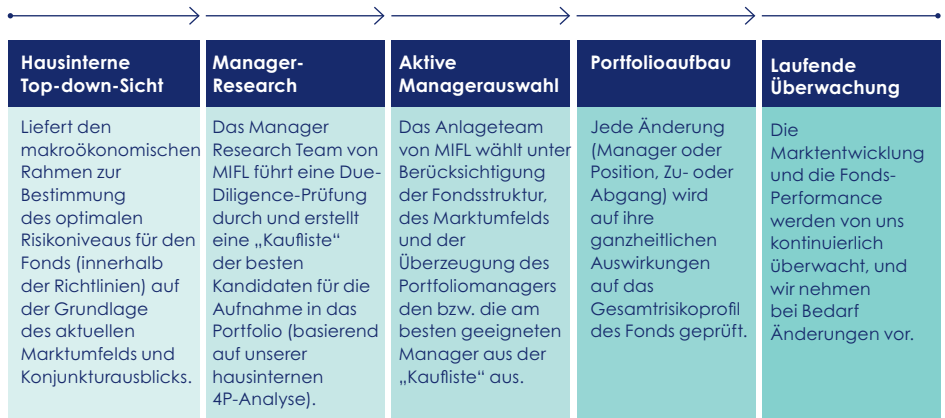 Hausinterne
Top-down-Sicht
Liefert den
makroökonomischen
Rahmen zur
Bestimmung
des optimalen
Risikoniveaus für den
Fonds (innerhalb
der Richtlinien) auf
der Grundlage
des aktuellen
Marktumfelds und
Konjunkturausblicks.
Manager-
Research
Das Manager
Research Team von
MIFL führt eine Due-
Diligence-Prüfung
durch und erstellt
eine „Kaufliste“
der besten
Kandidaten für die
Aufnahme in das
Portfolio (basierend
auf unserer
hausinternen
4P-Analyse).
Aktive
Managerauswahl
Das Anlageteam
von MIFL wählt unter
Berücksichtigung
der Fondsstruktur,
des Marktumfelds
und der
Überzeugung des
Portfoliomanagers
den bzw. die am
besten geeigneten
Manager aus der
„Kaufliste“ aus.
Portfolioaufbau
Jede Änderung
(Manager oder
Position, Zu- oder
Abgang) wird
auf ihre
ganzheitlichen
Auswirkungen
auf das
Gesamtrisikoprofil
des Fonds geprüft.
Laufende
Überwachung
Die
Marktentwicklung
und die Fonds-
Performance
werden von uns
kontinuierlich
überwacht, und
wir nehmen
bei Bedarf
Änderungen vor.